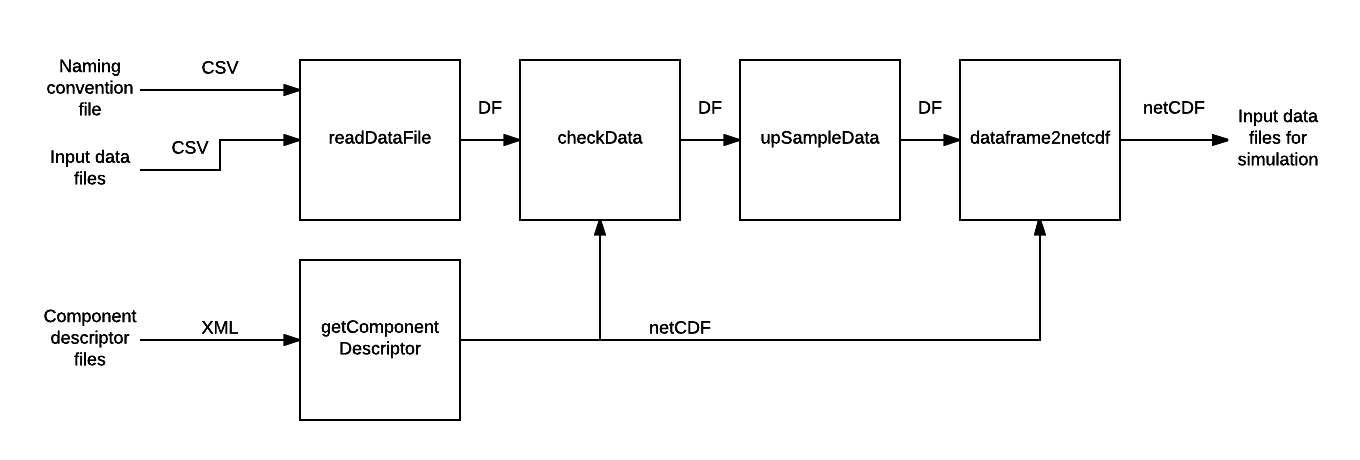 Naming
convention
file
CSV
Input data
files
CSV
readDataFile
DF
checkData
DF
upSampleData
DF
dataframe2netcdf
netCDF
Input data
files for
simulation
Component
descriptor
files
XML
getComponent
Descriptor
netCDF